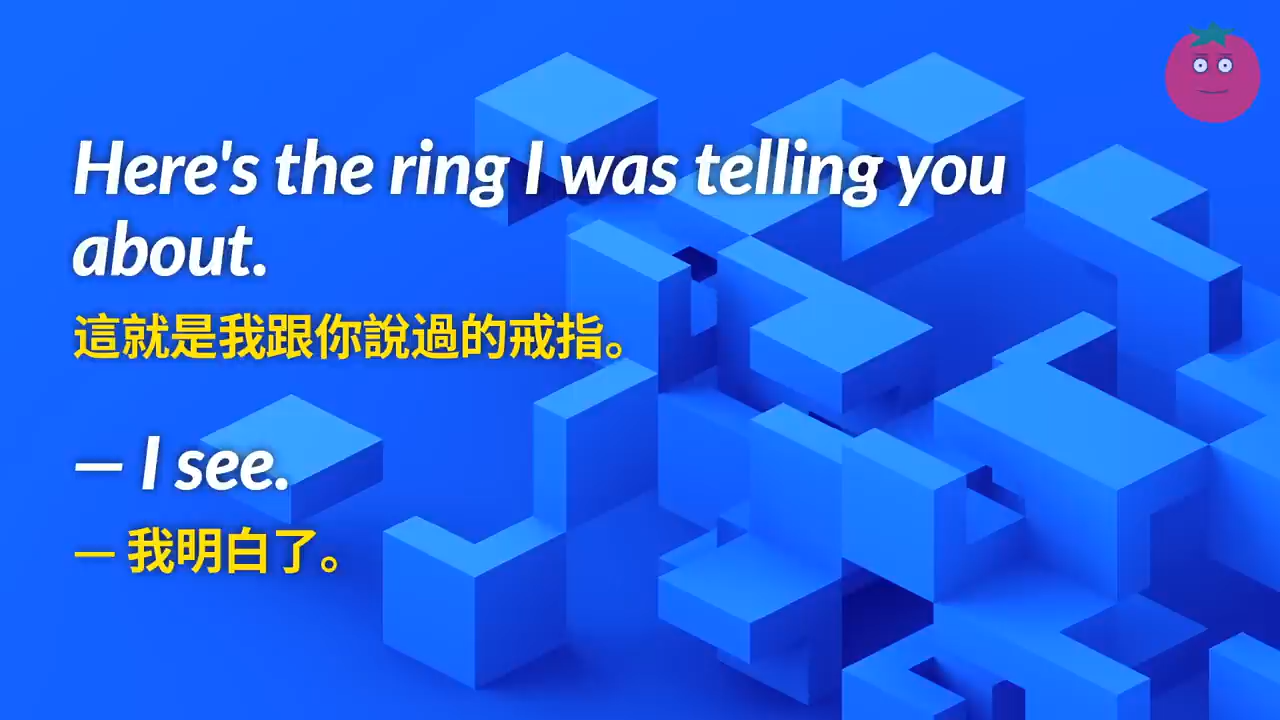 Here's the ring I was telling you
about.
這就是我跟你說過的戒指。
— I see.
— 我明白了。